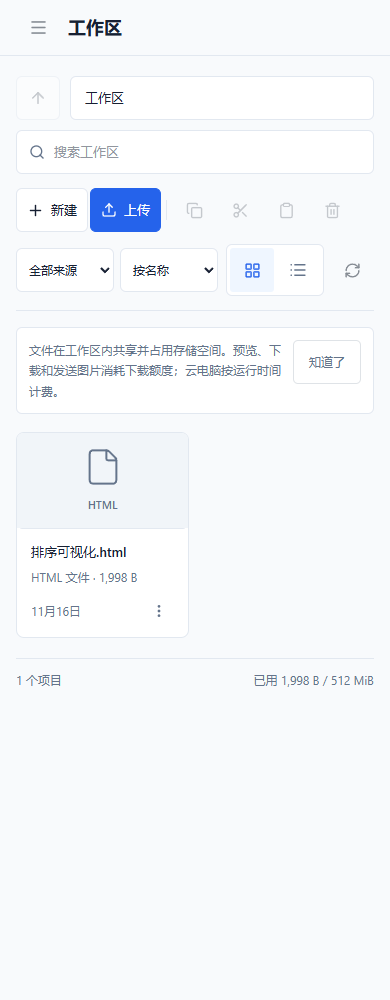 工作区
工作区
搜索工作区
新建
上传
全部来源
按名称
文件在工作区内共享并占用存储空间。预览、下
载和发送图片消耗下载额度；云电脑按运行时间
计费。
知道了
HTML
排序可视化.html
HTML 文件 · 1,998 B
11月16日
1 个项目
已用 1,998 B / 512 MiB